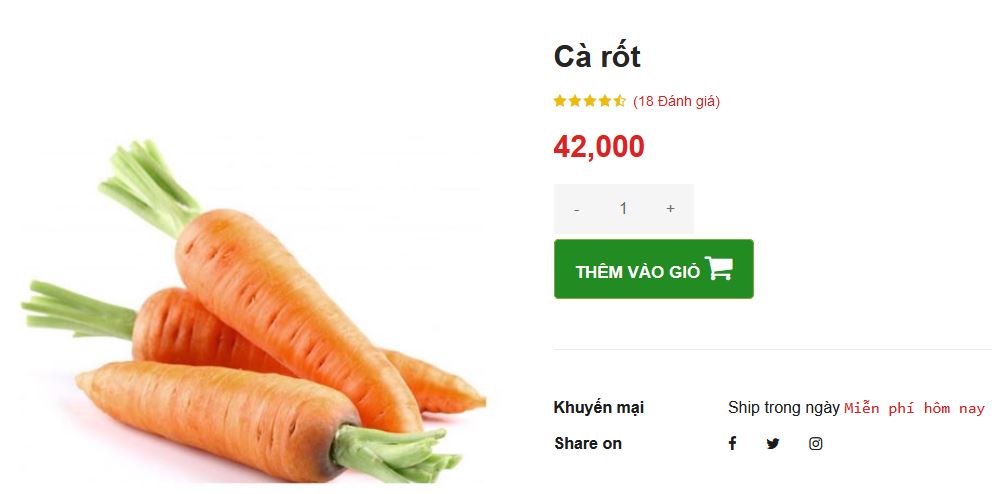 Cà rốt
(18 Đánh giá)
42,000
- 1 +
THÊM VÀO GIỎ
Khuyến mại Ship trong ngày Miễn phí hôm nay
Share on